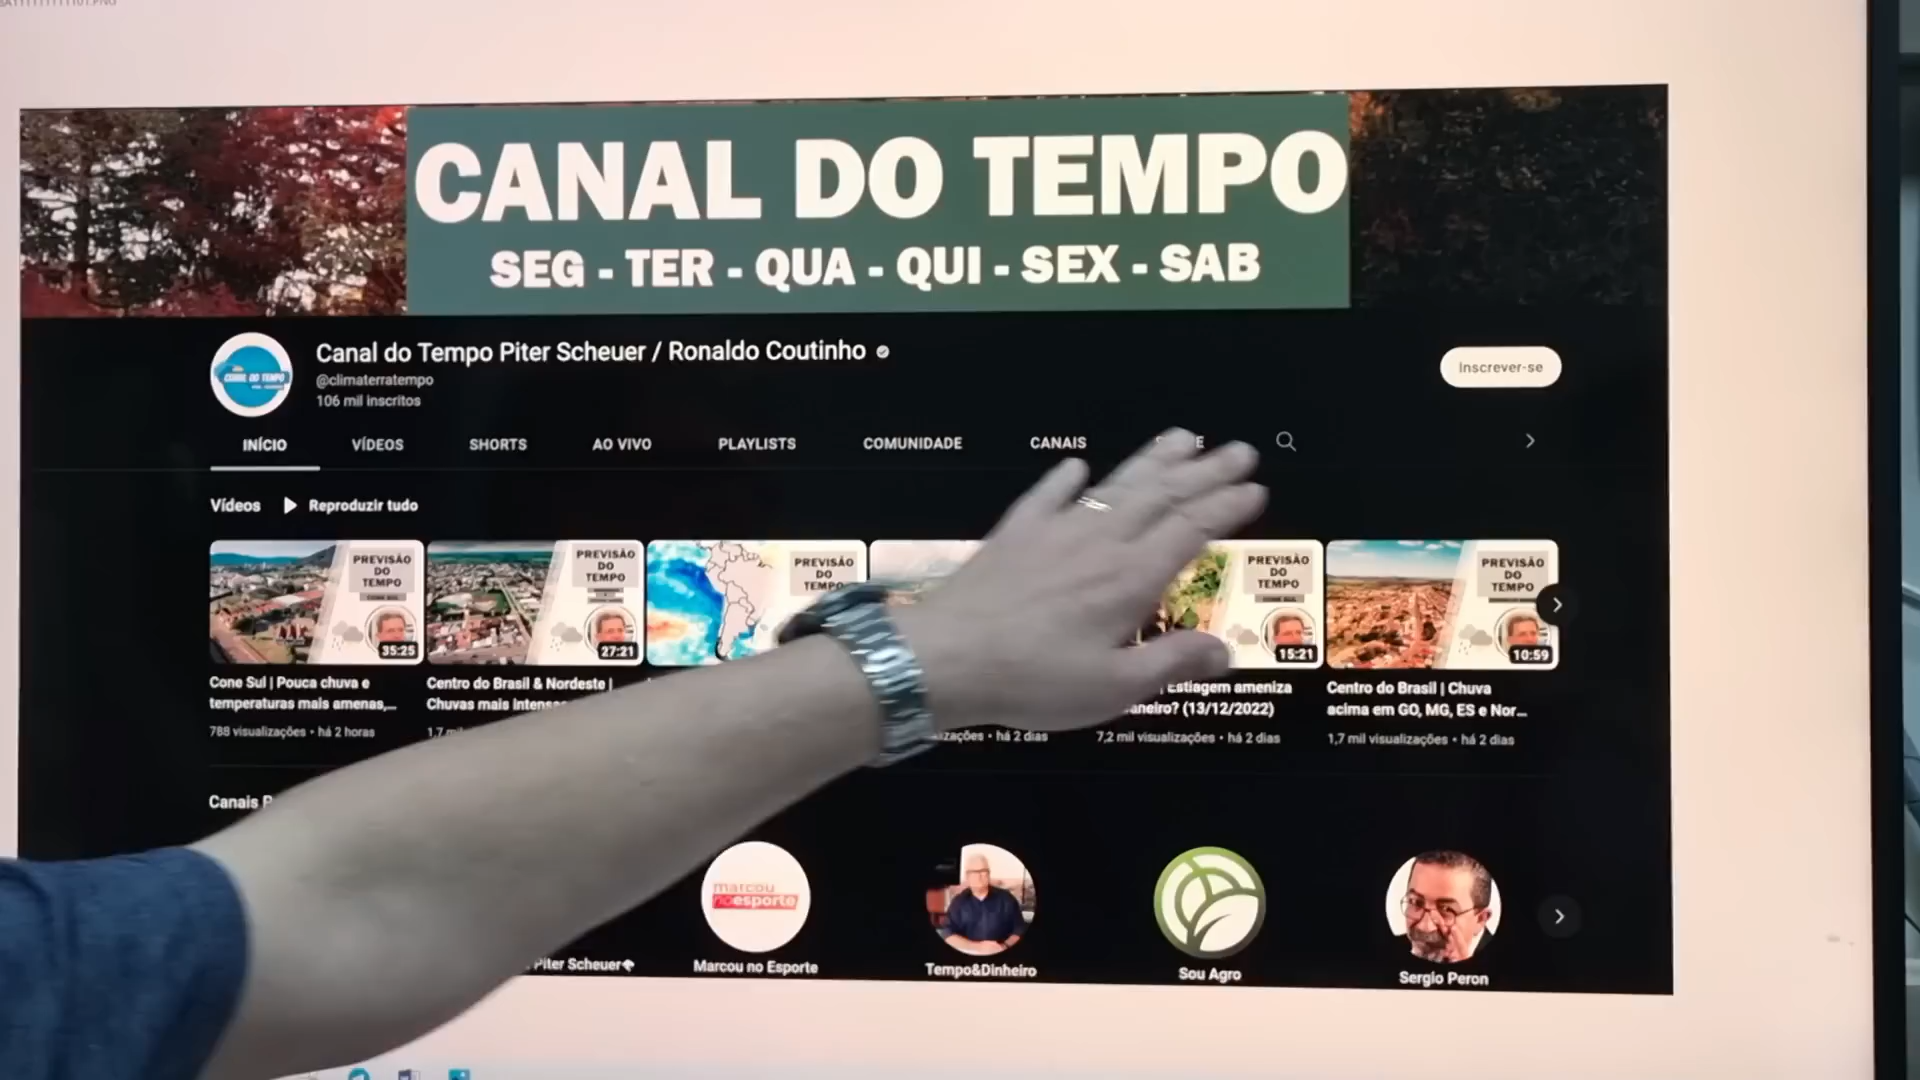 CANAL DO TEMPO
SEG - TER - QUA - QUI - SEX - SAB
CANAL DO TEMPO
Canal do Tempo Piter Scheuer / Ronaldo Coutinho
@climaterratempo
106 mil inscritos
Inscrever-se
INÍCIO VÍDEOS SHORTS AO VIVO PLAYLISTS COMUNIDADE CANAIS
Vídeos Reproduzir tudo
PREVISÃO DO TEMPO
35:25
PREVISÃO DO TEMPO
27:21
PREVISÃO DO TEMPO
PREVISÃO DO TEMPO
15:21
PREVISÃO DO TEMPO
10:59
Cone Sul | Pouca chuva e
temperaturas mais amenas,...
788 visualizações • há 2 horas
Centro do Brasil & Nordeste |
Chuvas mais
1,7
• há 2 dias
Estiagem ameniza
(13/12/2022)
7,2 mil visualizações • há 2 dias
Centro do Brasil | Chuva
acima em GO, MG, ES e Nor...
1,7 mil visualizações • há 2 dias
Canais
Piter Scheuer
marcou
noesporte
Marcou no Esporte
Tempo&Dinheiro
Sou Agro
Sergio Peron